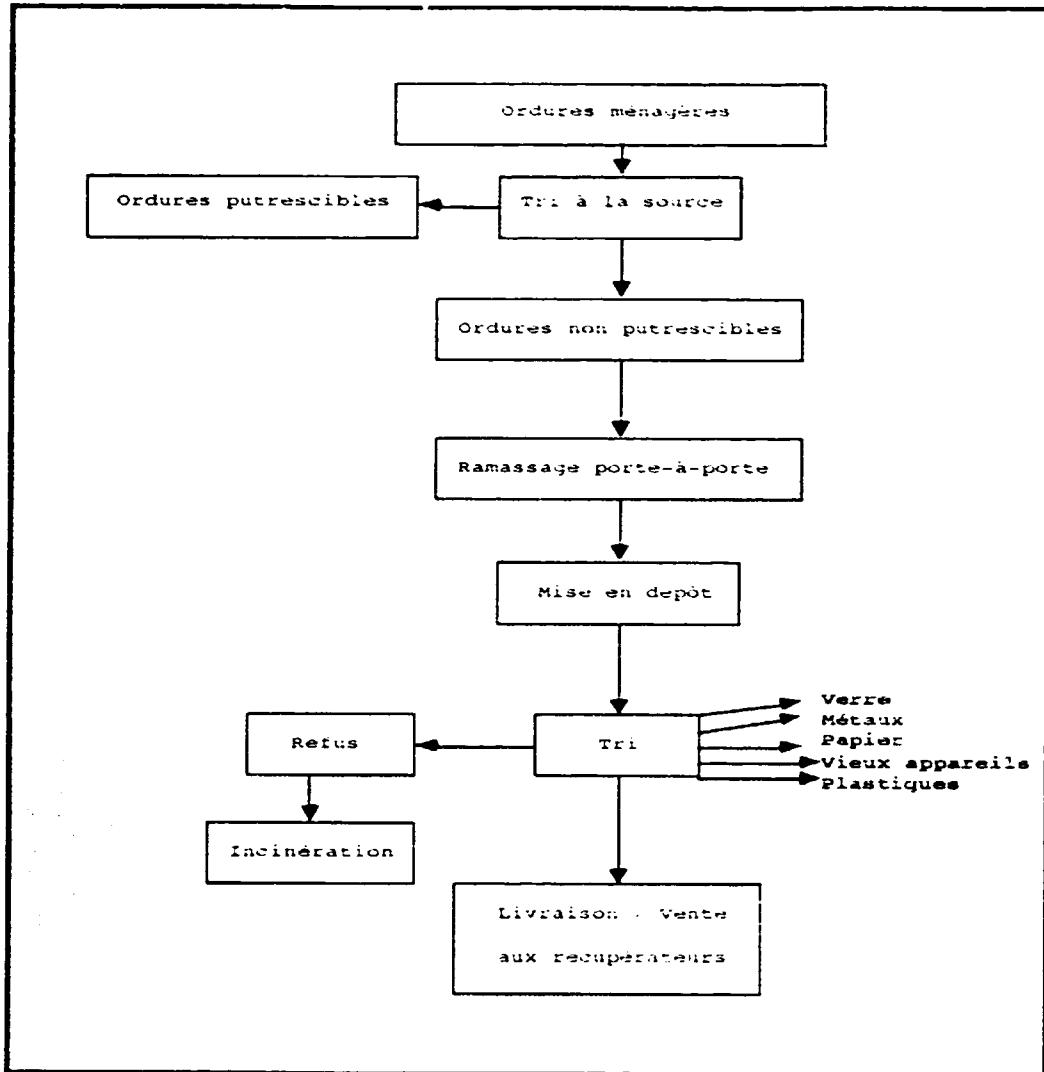 Ordures ménagères
Ordures putrescibles
Tri à la source
Ordures non putrescibles
Ramassage porte-à-porte
Mise en depôt
Verre
Métaux
Papier
Vieux appareils
Plastiques
Refus
Tri
Incinération
Livraison , Vente
aux recupérateurs